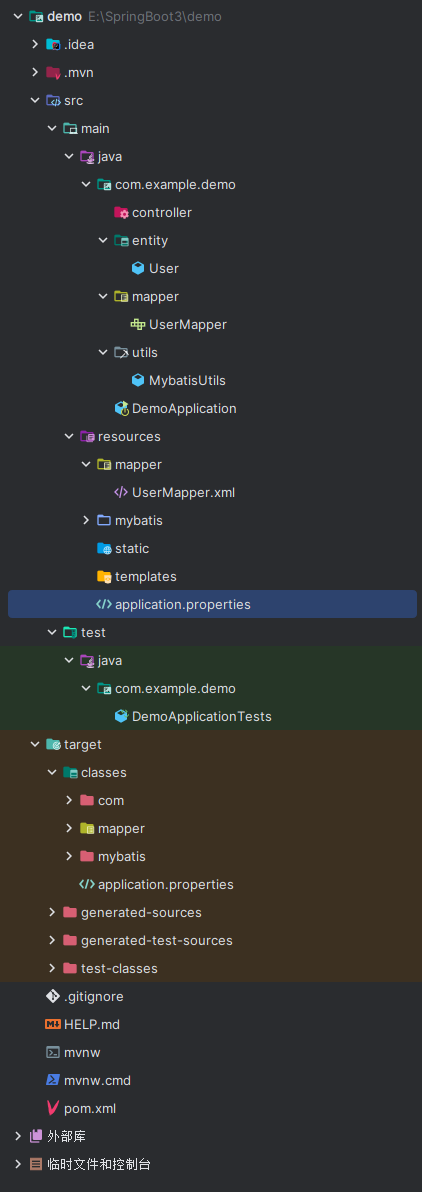 demo E:\SpringBoot3\demo
.idea
.mvn
src
main
java
com.example.demo
controller
entity
User
mapper
UserMapper
utils
MybatisUtils
DemoApplication
resources
mapper
UserMapper.xml
mybatis
static
templates
application.properties
test
java
com.example.demo
DemoApplicationTests
target
classes
com
mapper
mybatis
application.properties
generated-sources
generated-test-sources
test-classes
.gitignore
HELP.md
mvnw
mvnw.cmd
pom.xml
外部库
临时文件和控制台